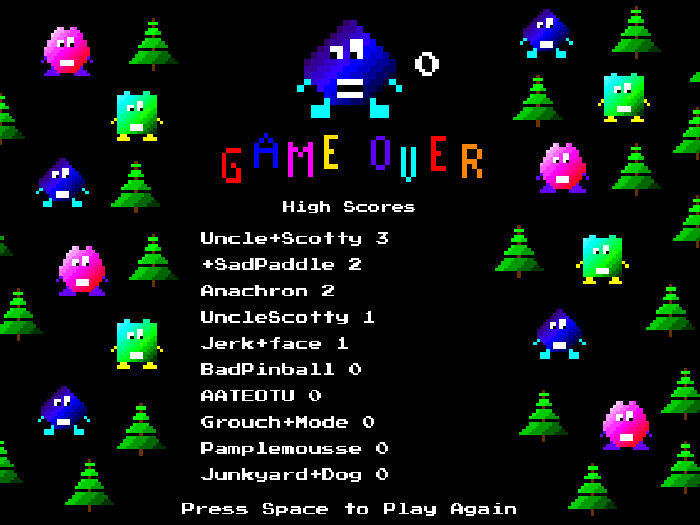 0
GAME OVER
High Scores
Uncle+Scotty 3
+SadPaddle 2
Anachron 2
UncleScotty 1
Jerk+face 1
BadPinball 0
AATEOTU 0
Grouch+Mode 0
Pamplemousse 0
Junkyard+Dog 0
Press Space to Play Again